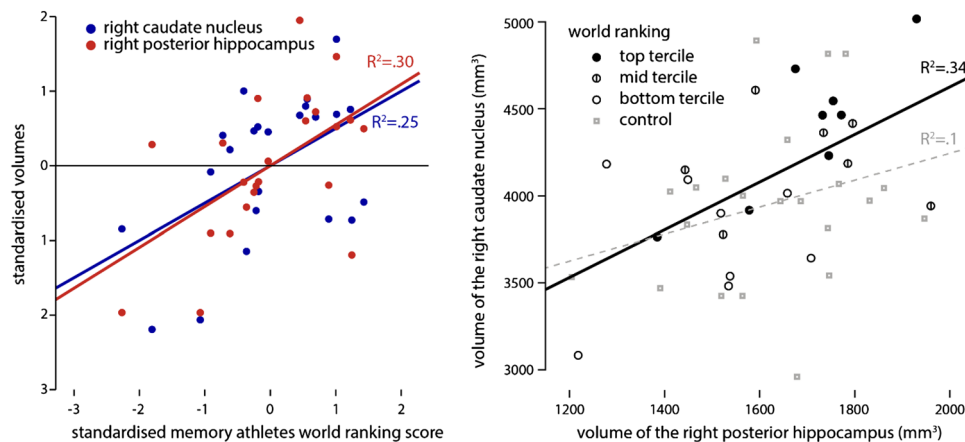 2
1
0
1
2
3
standardised volumes
right caudate nucleus
right posterior hippocampus
R²=.30
R²=.25
-3
-2
-1
0
1
2
standardised memory athletes world ranking score
5000
4500
4000
3500
3000
volume of the right caudate nucleus (mm³)
world ranking
top tercile
mid tercile
bottom tercile
control
R²=.34
R²=.1
1200
1400
1600
1800
2000
volume of the right posterior hippocampus (mm³)